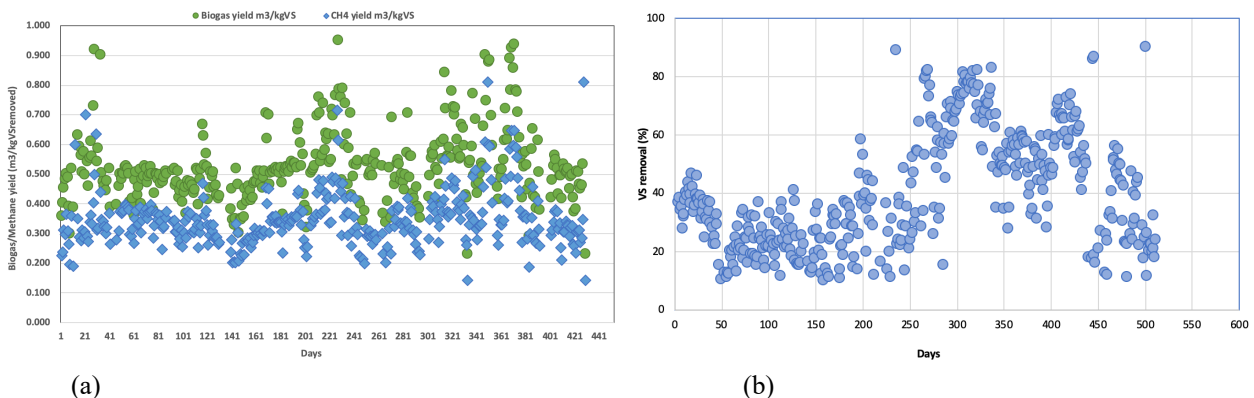 Biogas yield m3/kgVS CH4 yield m3/kgVS
Biogas/Methane yield (m3/kgVSremoved)
1.000
0.900
0.800
0.700
0.600
0.500
0.400
0.300
0.200
0.100
0.000
1 21 41 61 81 101 121 141 161 181 201 221 241 261 281 301 321 341 361 381 401 421 441
Days
(a)
VS removal (%)
100
80
60
40
20
0
0 50 100 150 200 250 300 350 400 450 500 550 600
Days
(b)